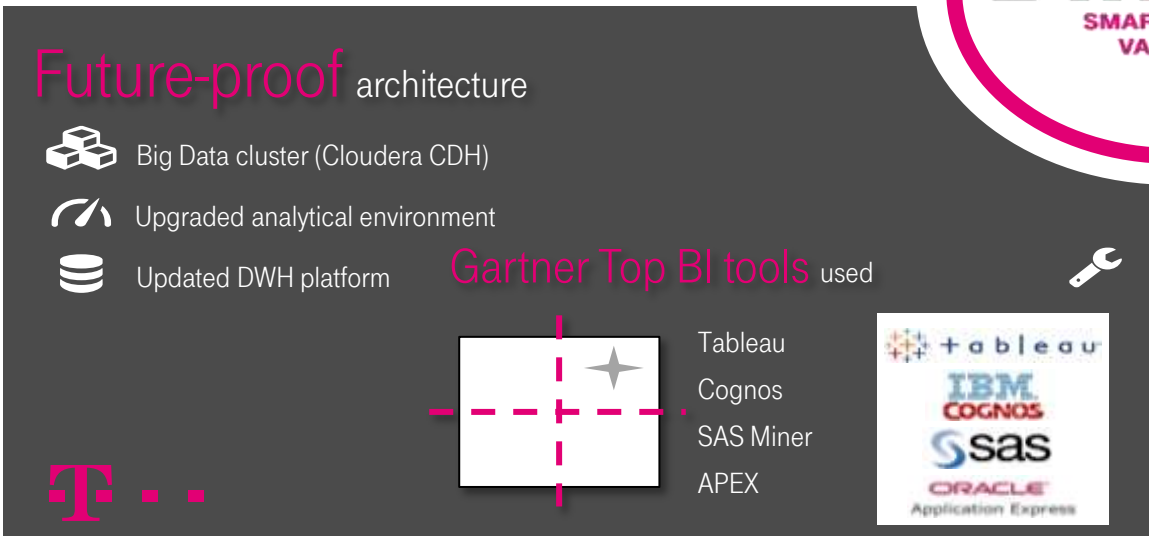 SMAR
VA
Future-proof architecture
Big Data cluster (Cloudera CDH)
Upgraded analytical environment
Updated DWH platform
Gartner Top BI tools used
Tableau
Cognos
SAS Miner
APEX
+ableau
IBM
COGNOS
sas
ORACLE
Application Express
T